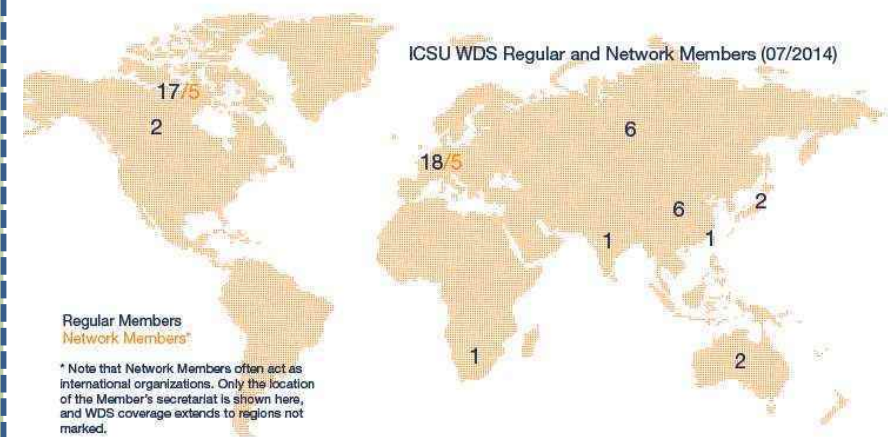 ICSU WDS Regular and Network Members (07/2014)
17/5
2
6
18/5
6
2
1
1
1
2
Regular Members
Network Members*
* Note that Network Members often act as
international organizations. Only the location
of the Member's secretariat is shown here,
and WDS coverage extends to regions not
marked.